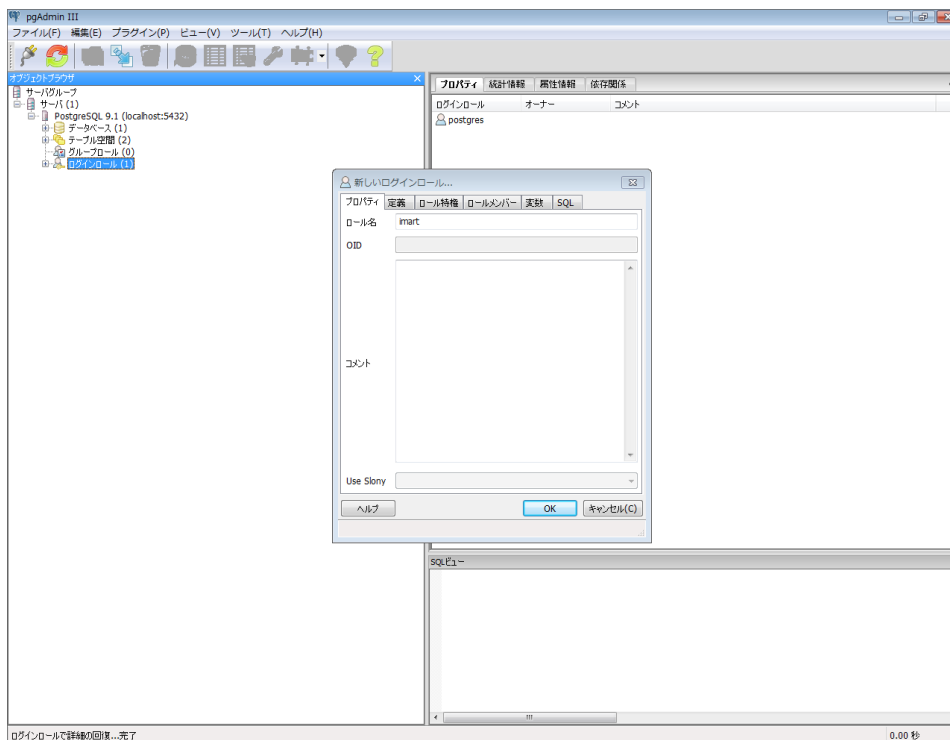 pgAdmin III
ファイル(F) 編集(E) プラグイン(P) ビュー(V) ツール(T) ヘルプ(H)
オブジェクトブラウザ
サーバグループ
サーバ (1)
PostgreSQL 9.1 (localhost:5432)
データベース (1)
テーブル空間 (2)
グループロール (0)
ログインロール (1)
プロパティ 統計情報 属性情報 依存関係
ログインロール オーナー コメント
postgres
新しいログインロール...
プロパティ 定義 ロール特権 ロールメンバー 変数 SQL
ロール名 imart
OID
コメント
Use Slony
ヘルプ OK キャンセル(C)
SQLビュー
ログインロールで詳細の回復...完了 0.00 秒